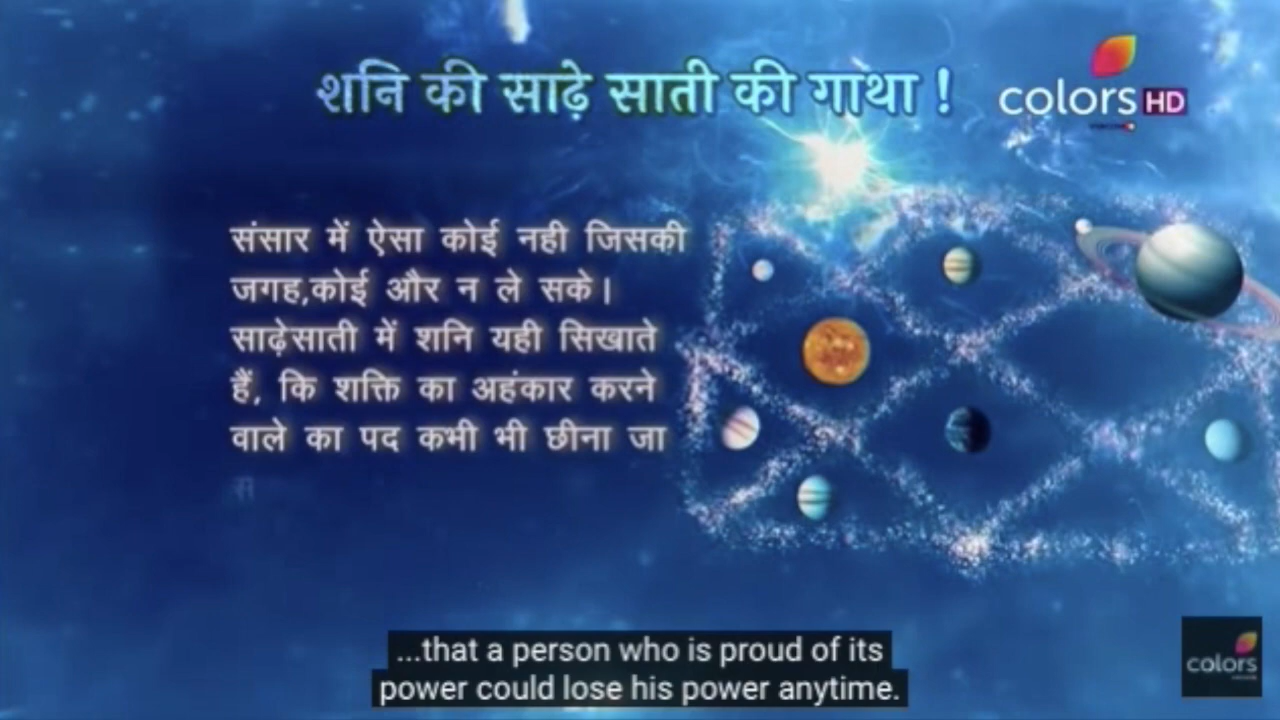 शनि की साढ़े साती की गाथा !
colors HD
संसार में ऐसा कोई नही जिसकी
जगह,कोई और न ले सके।
साढ़ेसाती में शनि यही सिखाते
हैं, कि शक्ति का अहंकार करने
वाले का पद कभी भी छीना जा
...that a person who is proud of its
power could lose his power anytime.
colors